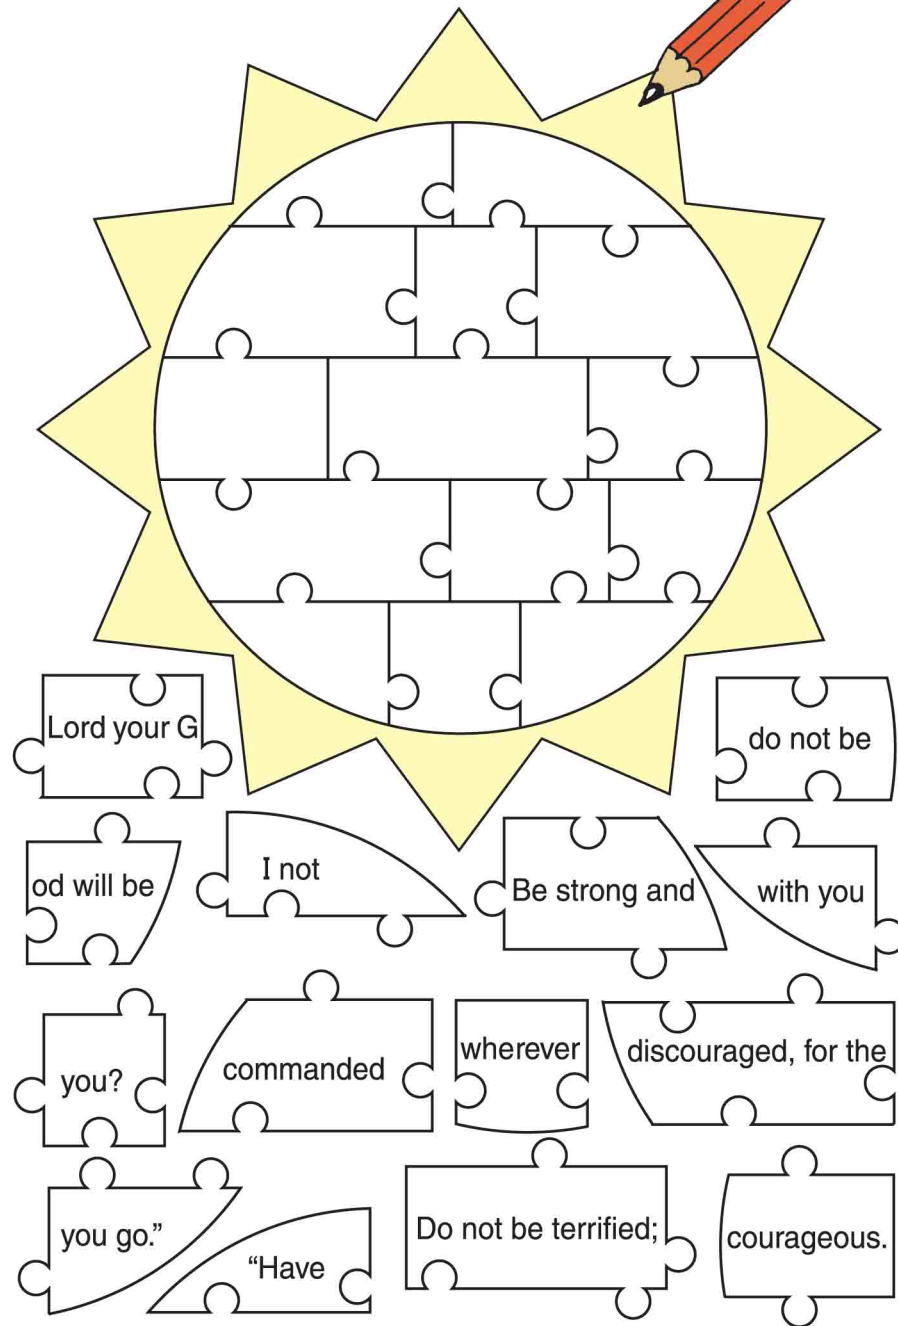 Lord your G
do not be
od will be
I not
Be strong and
with you
you?
commanded
wherever
discouraged, for the
you go.”
“Have
Do not be terrified;
courageous.